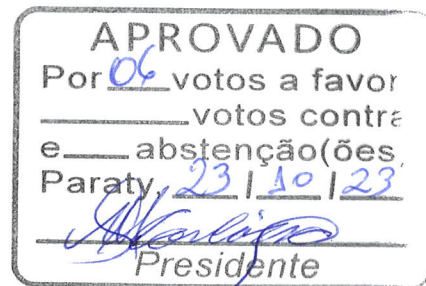 APROVADO
Por 06 votos a favor
votos contra
e abstenção(ões
Paraty, 23 / 10 / 23
Presidente